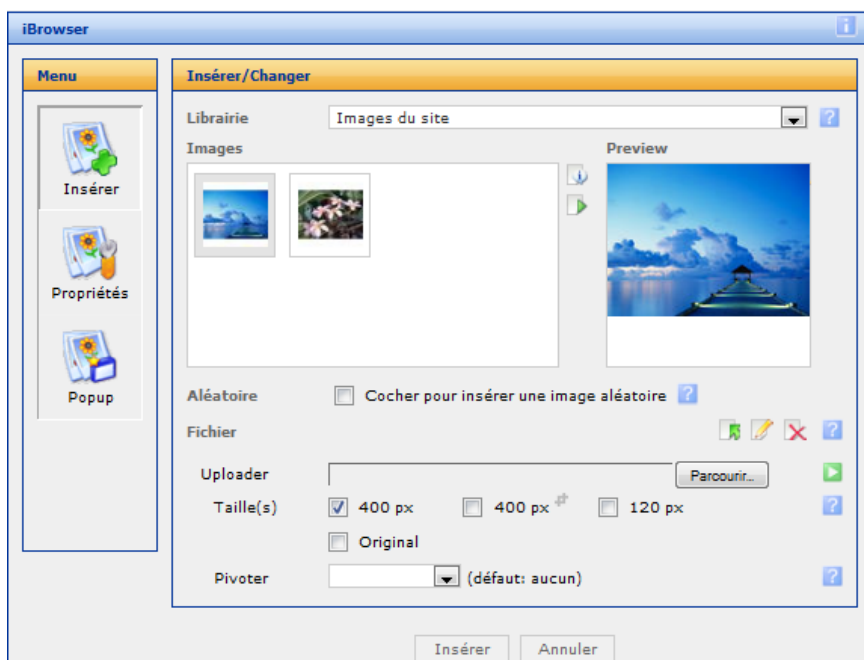 iBrowser
Menu
Insérer
Propriétés
Popup
Insérer/Changer
Librairie Images du site
Images Preview
Aléatoire Cocher pour insérer une image aléatoire
Fichier
Uploader Parcourir...
Taille(s) 400 px 400 px 120 px
Original
Pivoter (défaut: aucun)
Insérer Annuler